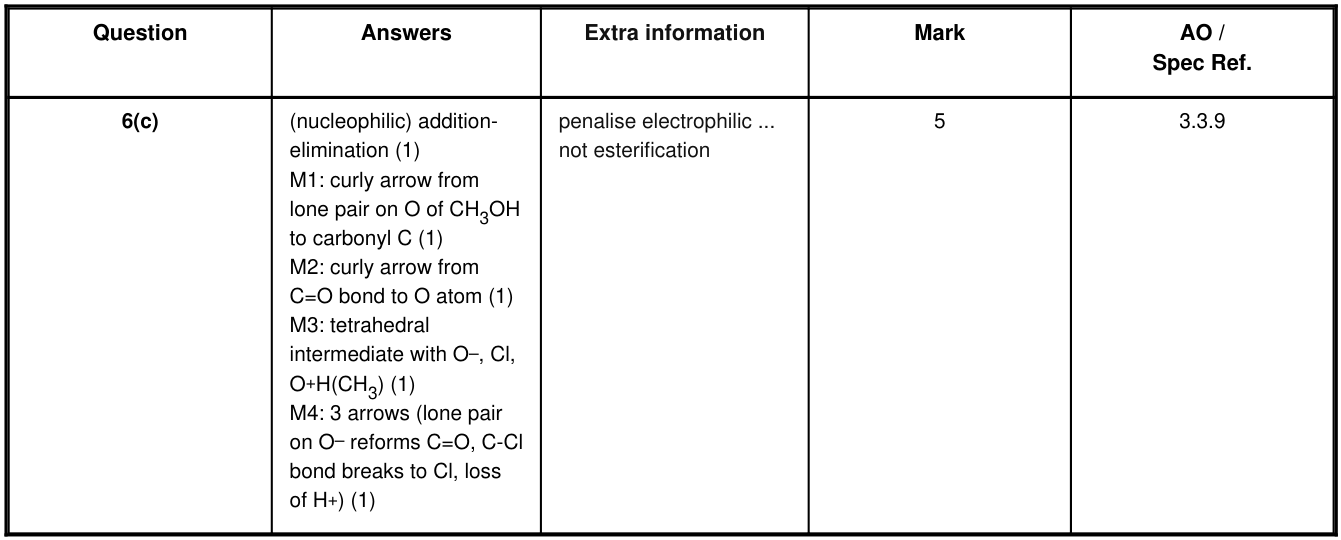 Question Answers Extra information Mark AO /
Spec Ref.
6(c) (nucleophilic) addition- penalise electrophilic ... 5 3.3.9
elimination (1) not esterification
M1: curly arrow from
lone pair on O of CH₃OH
to carbonyl C (1)
M2: curly arrow from
C=O bond to O atom (1)
M3: tetrahedral
intermediate with O–, Cl,
O+H(CH₃) (1)
M4: 3 arrows (lone pair
on O– reforms C=O, C-Cl
bond breaks to Cl, loss
of H+) (1)